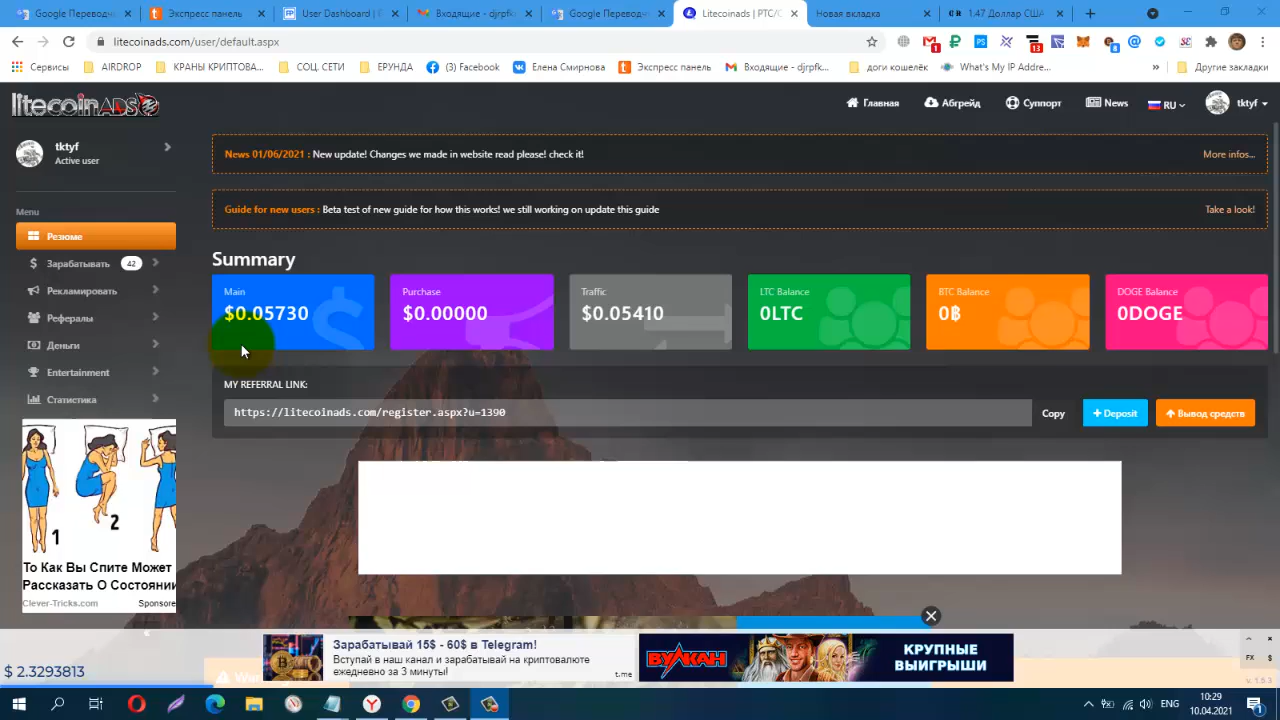 User Dashboard | E
Экспресс панель
Входящие - djrpf
Google Переводч
Google Переводч
Litecoinads | PTC/
Новая вкладка
1.47 Доллар США
litecoinads.com/user/default.aspx
Сервисы
AIRDROP
КРАНЫ КРИПТОВА...
СОЦ. СЕТИ
ЕРУНДА
(3) Facebook
Елена Смирнова
Экспресс панель
Входящие - djrpfk...
доги кошелёк
What's My IP Addre...
»
Другие закладки
litecoinADS
Главная
Абгрейд
Суппорт
News
RU
tktyf
tktyf
Active user
News 01/06/2021 : New update! Changes we made in website read please! check it!
More infos...
Guide for new users : Beta test of new guide for how this works! we still working on update this guide
Take a look!
Menu
Резюме
Зарабатывать 42
Рекламировать
Рефералы
Деньги
Entertainment
Статистика
Summary
Main
$0.05730
Purchase
$0.00000
Traffic
$0.05410
LTC Balance
0LTC
BTC Balance
0฿
DOGE Balance
0DOGE
MY REFERRAL LINK:
https://litecoinads.com/register.aspx?u=1390
Copy
+ Deposit
Вывод средств
1
2
То Как Вы Спите Может
Рассказать О Состоянии
Clever-Tricks.com
Sponsore
Зарабатывай 15$ - 60$ в Telegram!
Вступай в наш канал и зарабатывай на криптовалюте
ежедневно за 3 минуты!
t.me
ВУЛКАН
КРУПНЫЕ
ВЫИГРЫШИ
FX $
v. 1.5.3
$ 2.3293813
ENG
10:29
10.04.2021